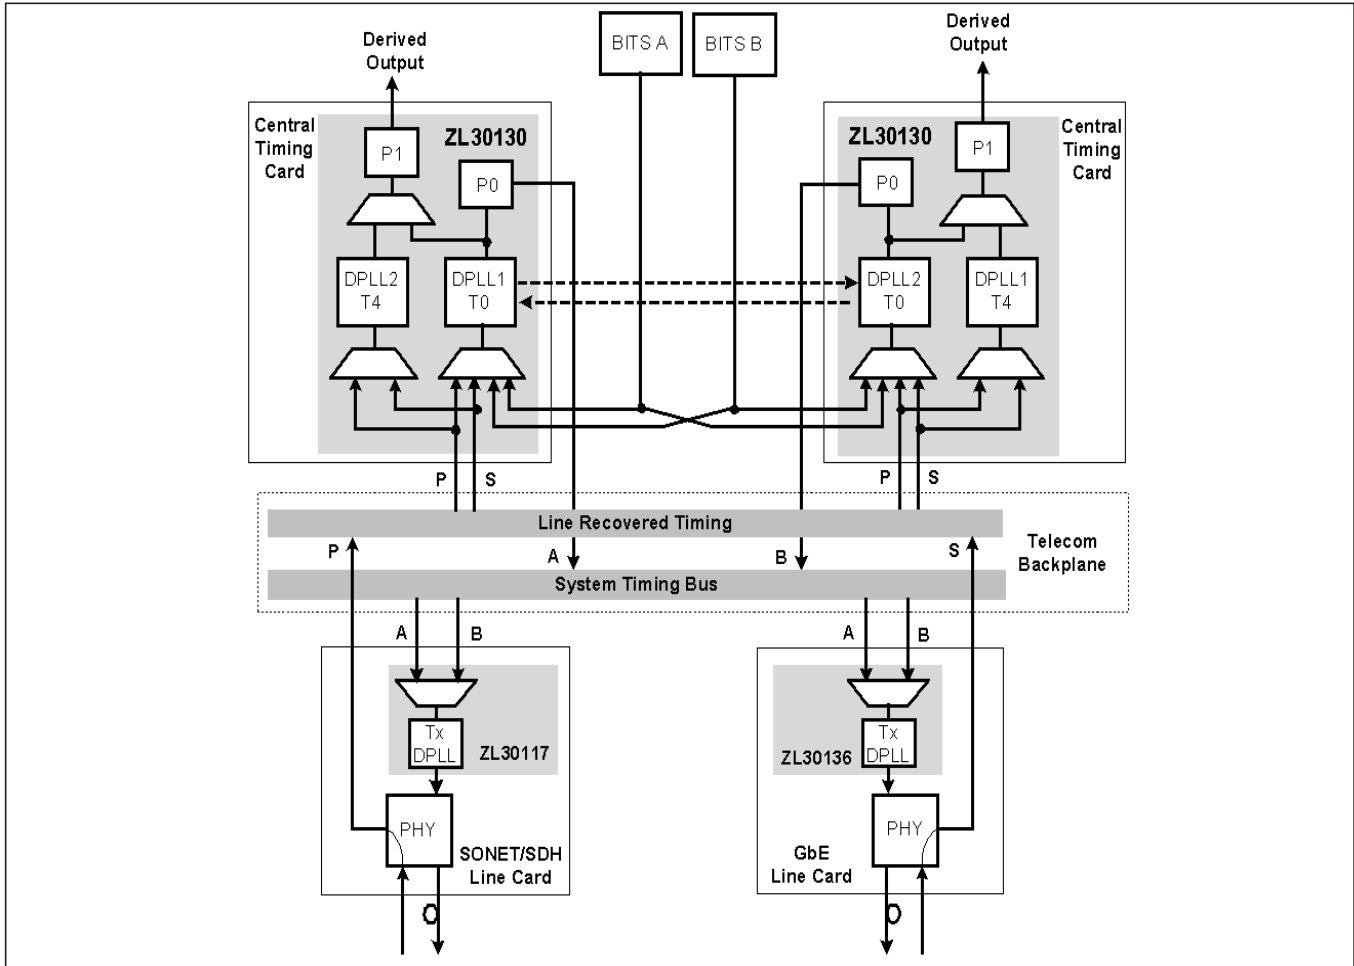 Derived
Output
BITS A
BITS B
Derived
Output
Central
Timing
Card
ZL30130
P1
P0
DPLL2
T4
DPLL1
T0
ZL30130
P1
Central
Timing
Card
P0
DPLL2
T0
DPLL1
T4
P
S
P
S
Line Recovered Timing
P
A
B
S
Telecom
Backplane
System Timing Bus
A
B
A
B
Tx
DPLL
ZL30117
Tx
DPLL
ZL30136
PHY
SONET/SDH
Line Card
PHY
GbE
Line Card